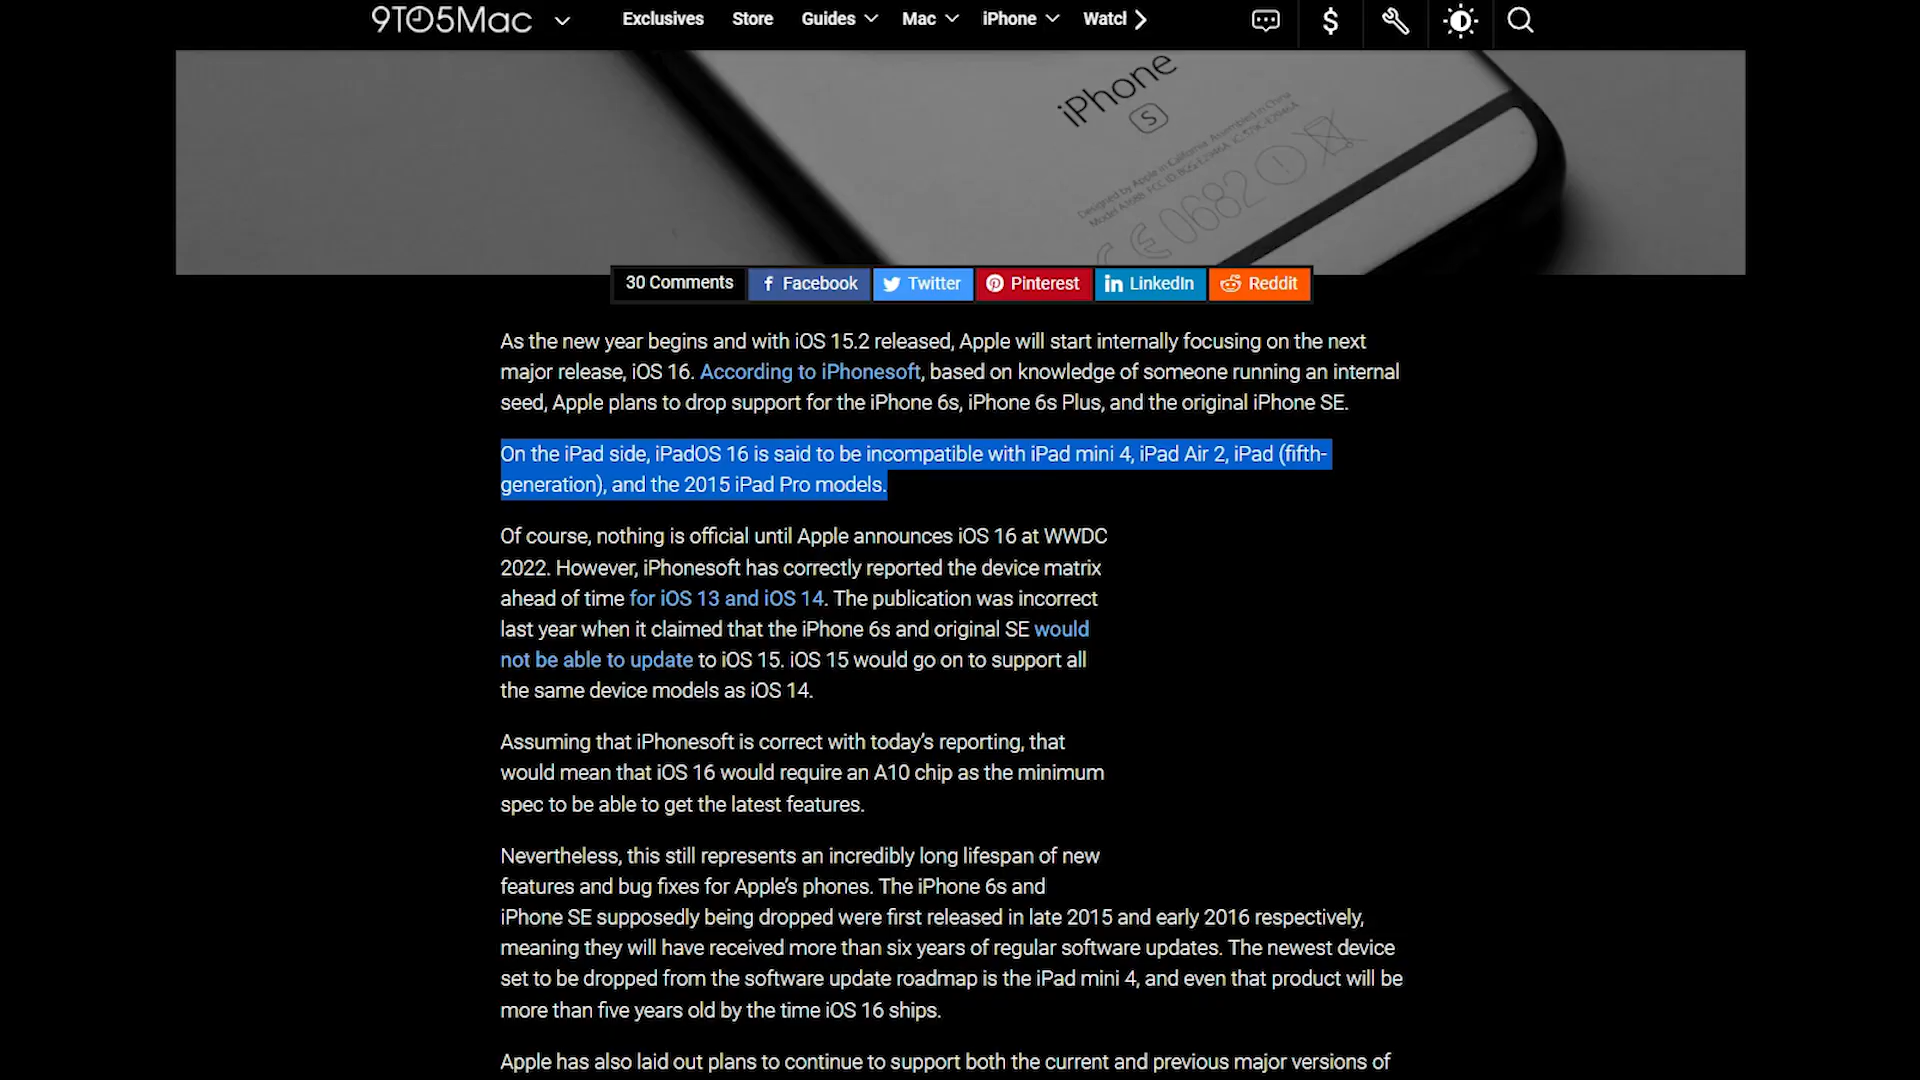 9TO5Mac
Exclusives Store Guides Mac iPhone Watcl
iPhone
S
Designed by Apple in California Assembled in China
CE 0682
30 Comments Facebook Twitter Pinterest LinkedIn Reddit
As the new year begins and with iOS 15.2 released, Apple will start internally focusing on the next
major release, iOS 16. According to iPhonesoft, based on knowledge of someone running an internal
seed, Apple plans to drop support for the iPhone 6s, iPhone 6s Plus, and the original iPhone SE.
On the iPad side, iPadOS 16 is said to be incompatible with iPad mini 4, iPad Air 2, iPad (fifth-
generation), and the 2015 iPad Pro models.
Of course, nothing is official until Apple announces iOS 16 at WWDC
2022. However, iPhonesoft has correctly reported the device matrix
ahead of time for iOS 13 and iOS 14. The publication was incorrect
last year when it claimed that the iPhone 6s and original SE would
not be able to update to iOS 15. iOS 15 would go on to support all
the same device models as iOS 14.
Assuming that iPhonesoft is correct with today's reporting, that
would mean that iOS 16 would require an A10 chip as the minimum
spec to be able to get the latest features.
Nevertheless, this still represents an incredibly long lifespan of new
features and bug fixes for Apple's phones. The iPhone 6s and
iPhone SE supposedly being dropped were first released in late 2015 and early 2016 respectively,
meaning they will have received more than six years of regular software updates. The newest device
set to be dropped from the software update roadmap is the iPad mini 4, and even that product will be
more than five years old by the time iOS 16 ships.
Apple has also laid out plans to continue to support both the current and previous major versions of